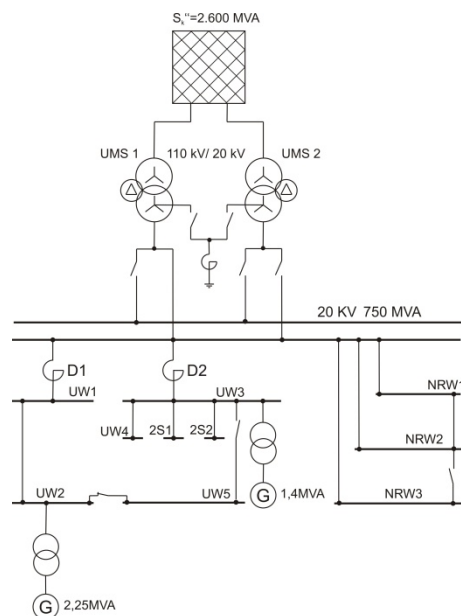 Sₖ"=2.600 MVA
UMS 1 110 kV/ 20 kV UMS 2
20 KV 750 MVA
D1 D2
UW1 UW3 NRW1
UW4 2S1 2S2
NRW2
UW2 UW5 1,4MVA NRW3
G
G 2,25MVA